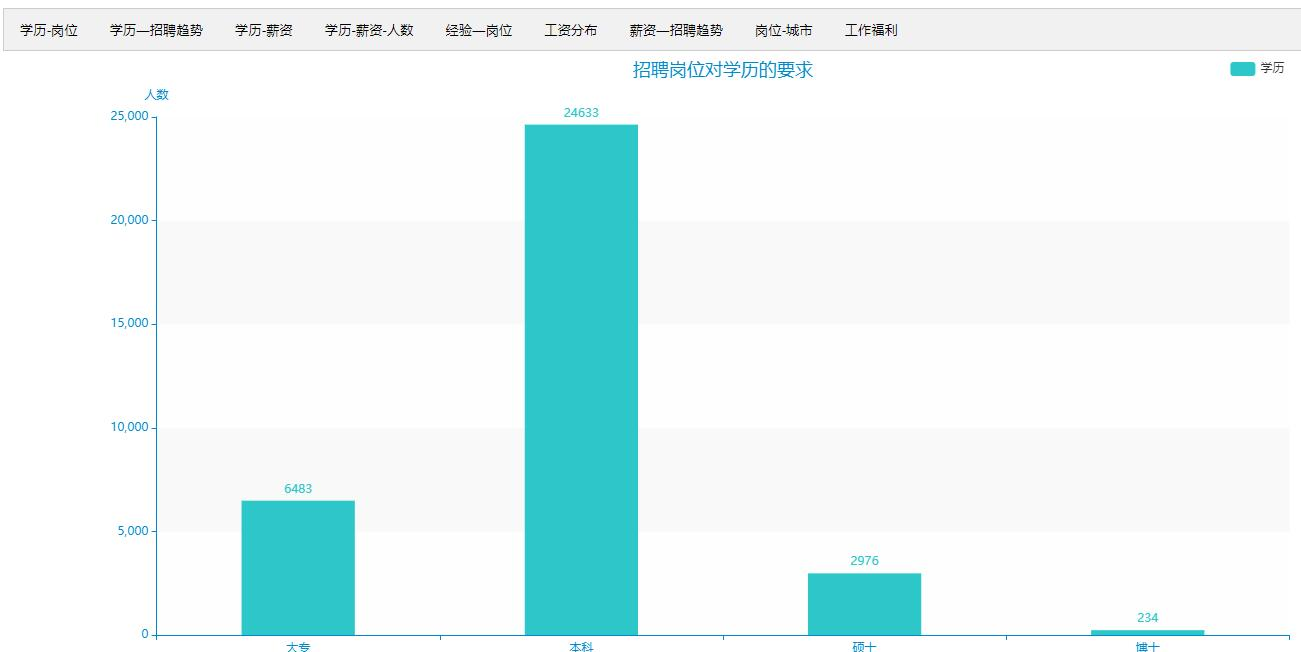 学历-岗位 学历—招聘趋势 学历-薪资 学历-薪资-人数 经验—岗位 工资分布 薪资—招聘趋势 岗位-城市 工作福利
招聘岗位对学历的要求
学历
人数
25,000
20,000
15,000
10,000
5,000
0
24633
6483
2976
234
大专 本科 硕士 博士